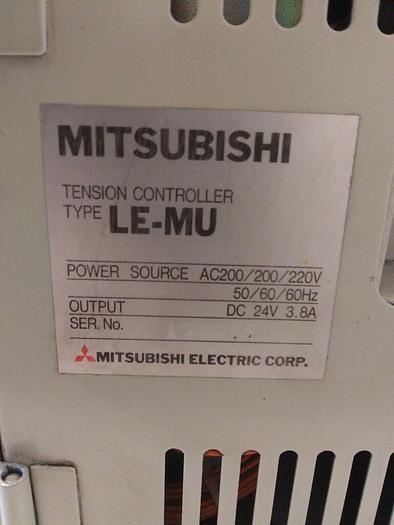 MITSUBISHI
TENSION CONTROLLER
TYPE LE-MU
POWER SOURCE AC200/200/220V
50/60/60Hz
OUTPUT DC 24V 3.8A
SER. No.
MITSUBISHI ELECTRIC CORP.